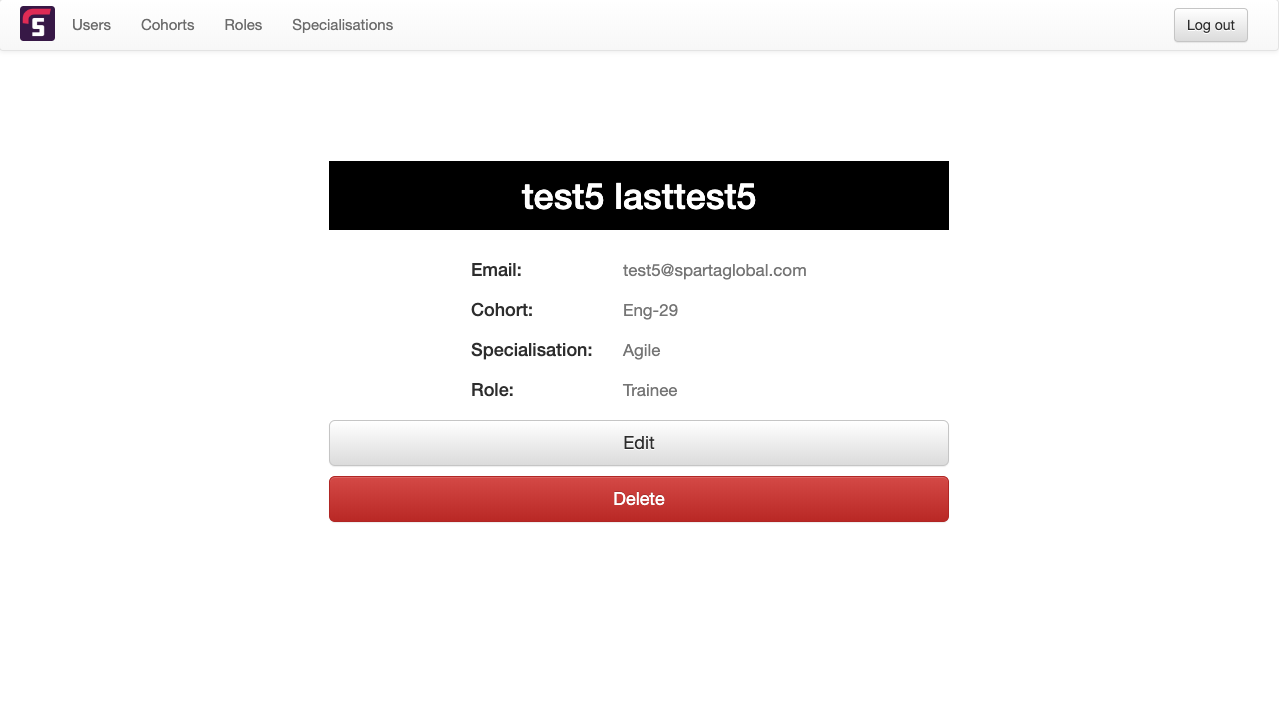 S Users Cohorts Roles Specialisations Log out
test5 lasttest5
Email: test5@spartaglobal.com
Cohort: Eng-29
Specialisation: Agile
Role: Trainee
Edit
Delete